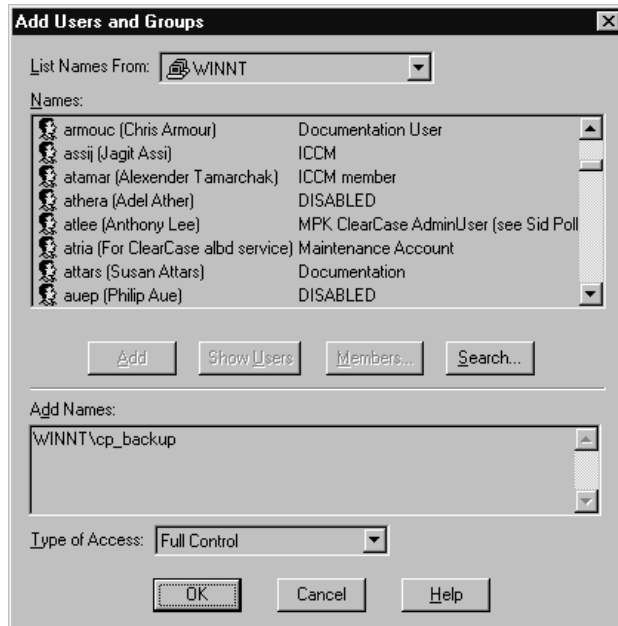 Add Users and Groups
List Names From: WINNT
Names:
armouc (Chris Armour) Documentation User
assij (Jagit Assi) ICCM
atamar (Alexender Tamarchak) ICCM member
athera (Adel Ather) DISABLED
atlee (Anthony Lee) MPK ClearCase AdminUser (see Sid Poll
atria (For ClearCase albd service) Maintenance Account
attars (Susan Attars) Documentation
auep (Philip Aue) DISABLED
Add Show Users Members... Search...
Add Names:
WINNT\cp_backup
Type of Access: Full Control
OK Cancel Help